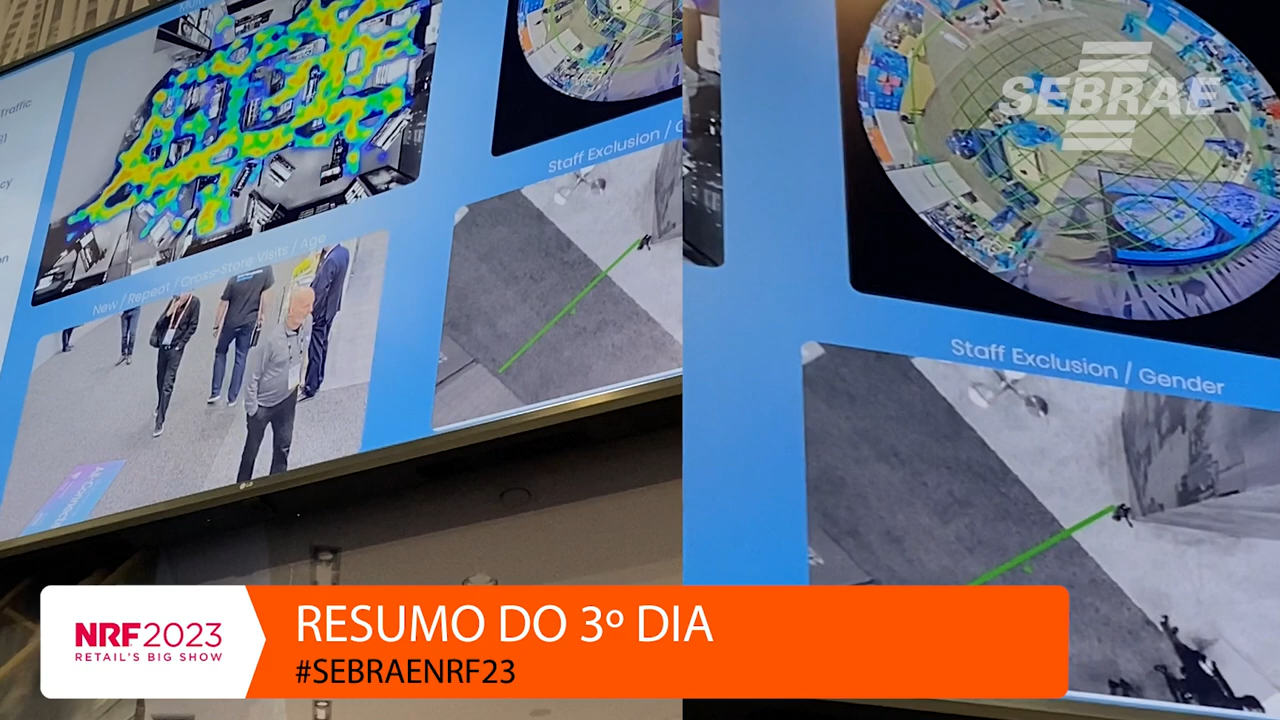 Traffic
SEBRAE
Staff Exclusion /
New / Repeat / Cross-Store Visits / Age
Staff Exclusion / Gender
NRF2023
RETAIL'S BIG SHOW
RESUMO DO 3º DIA
#SEBRAENRF23